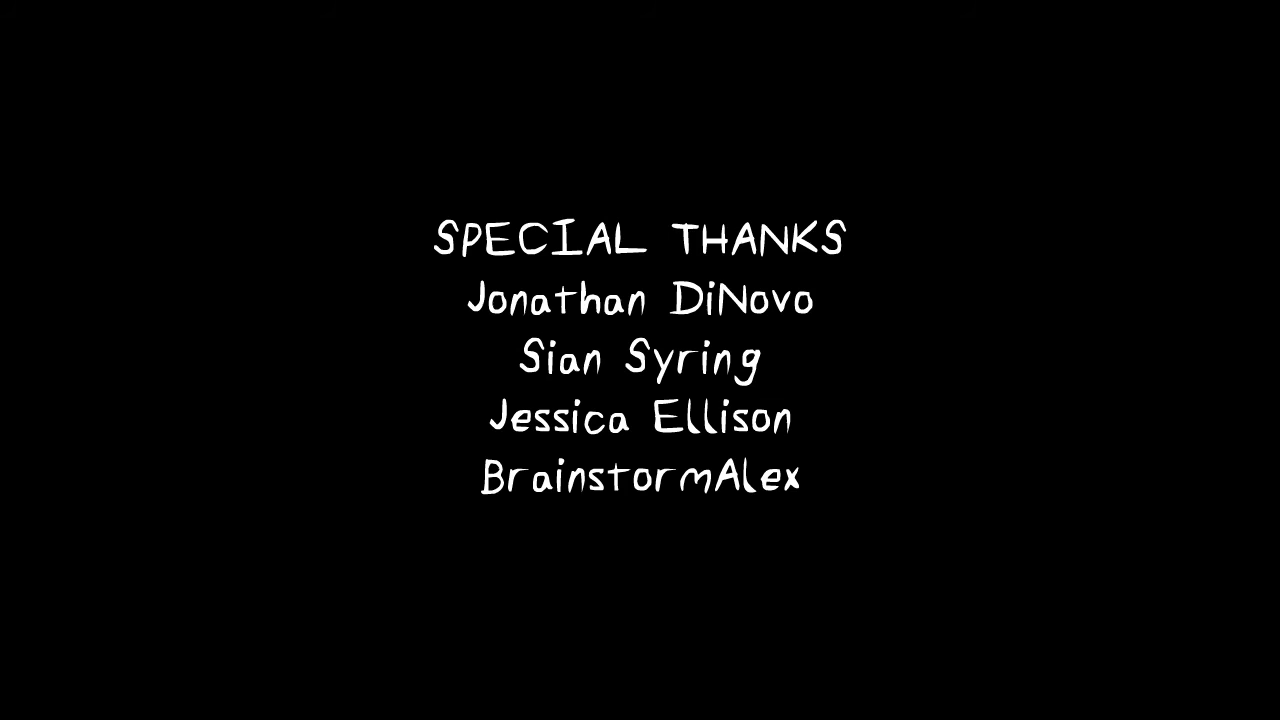 SPECIAL THANKS
Jonathan DiNovo
Sian Syring
Jessica Ellison
BrainstormAlex